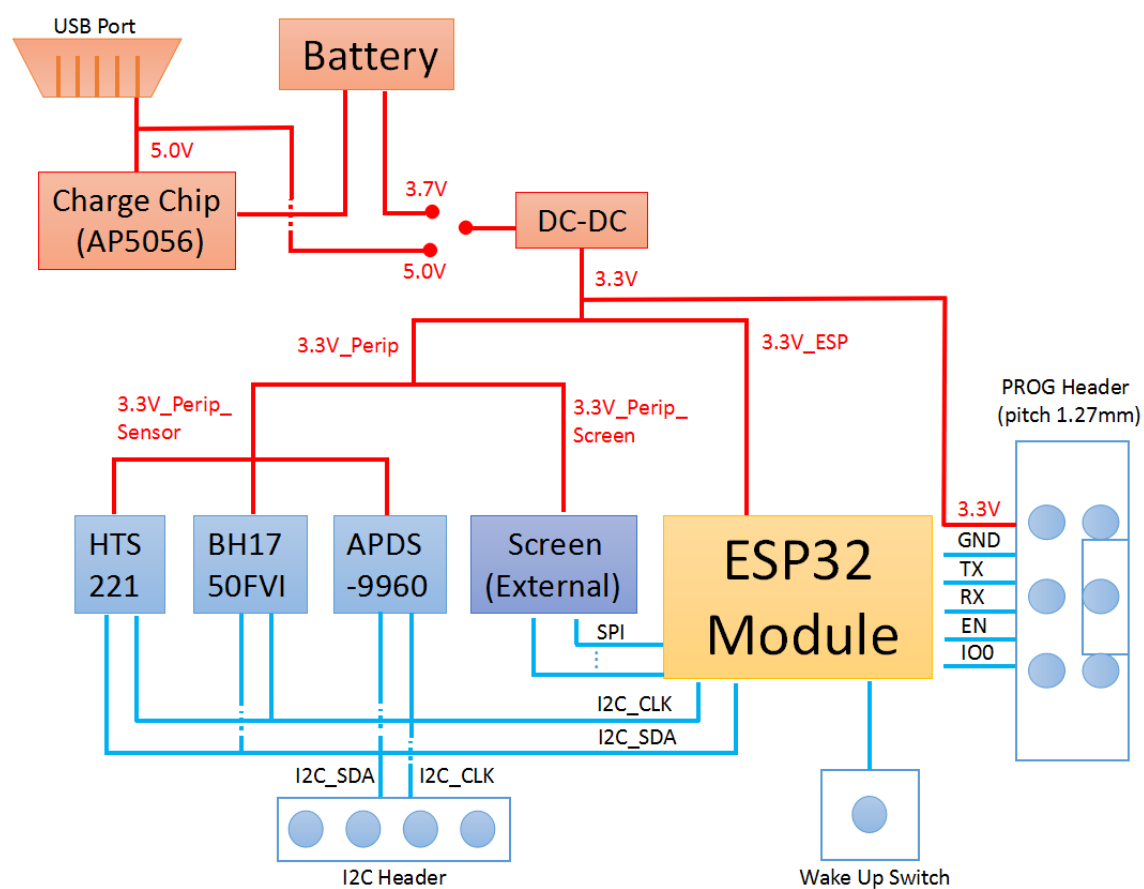 USB Port
Battery
5.0V
Charge Chip
(AP5056)
3.7V
5.0V
DC-DC
3.3V
3.3V_Perip
3.3V_ESP
3.3V_Perip_
Sensor
3.3V_Perip_
Screen
PROG Header
(pitch 1.27mm)
HTS
221
BH17
50FVI
APDS
-9960
Screen
(External)
ESP32
Module
3.3V
GND
TX
RX
EN
IO0
SPI
I2C_CLK
I2C_SDA
I2C_SDA
I2C_CLK
I2C Header
Wake Up Switch